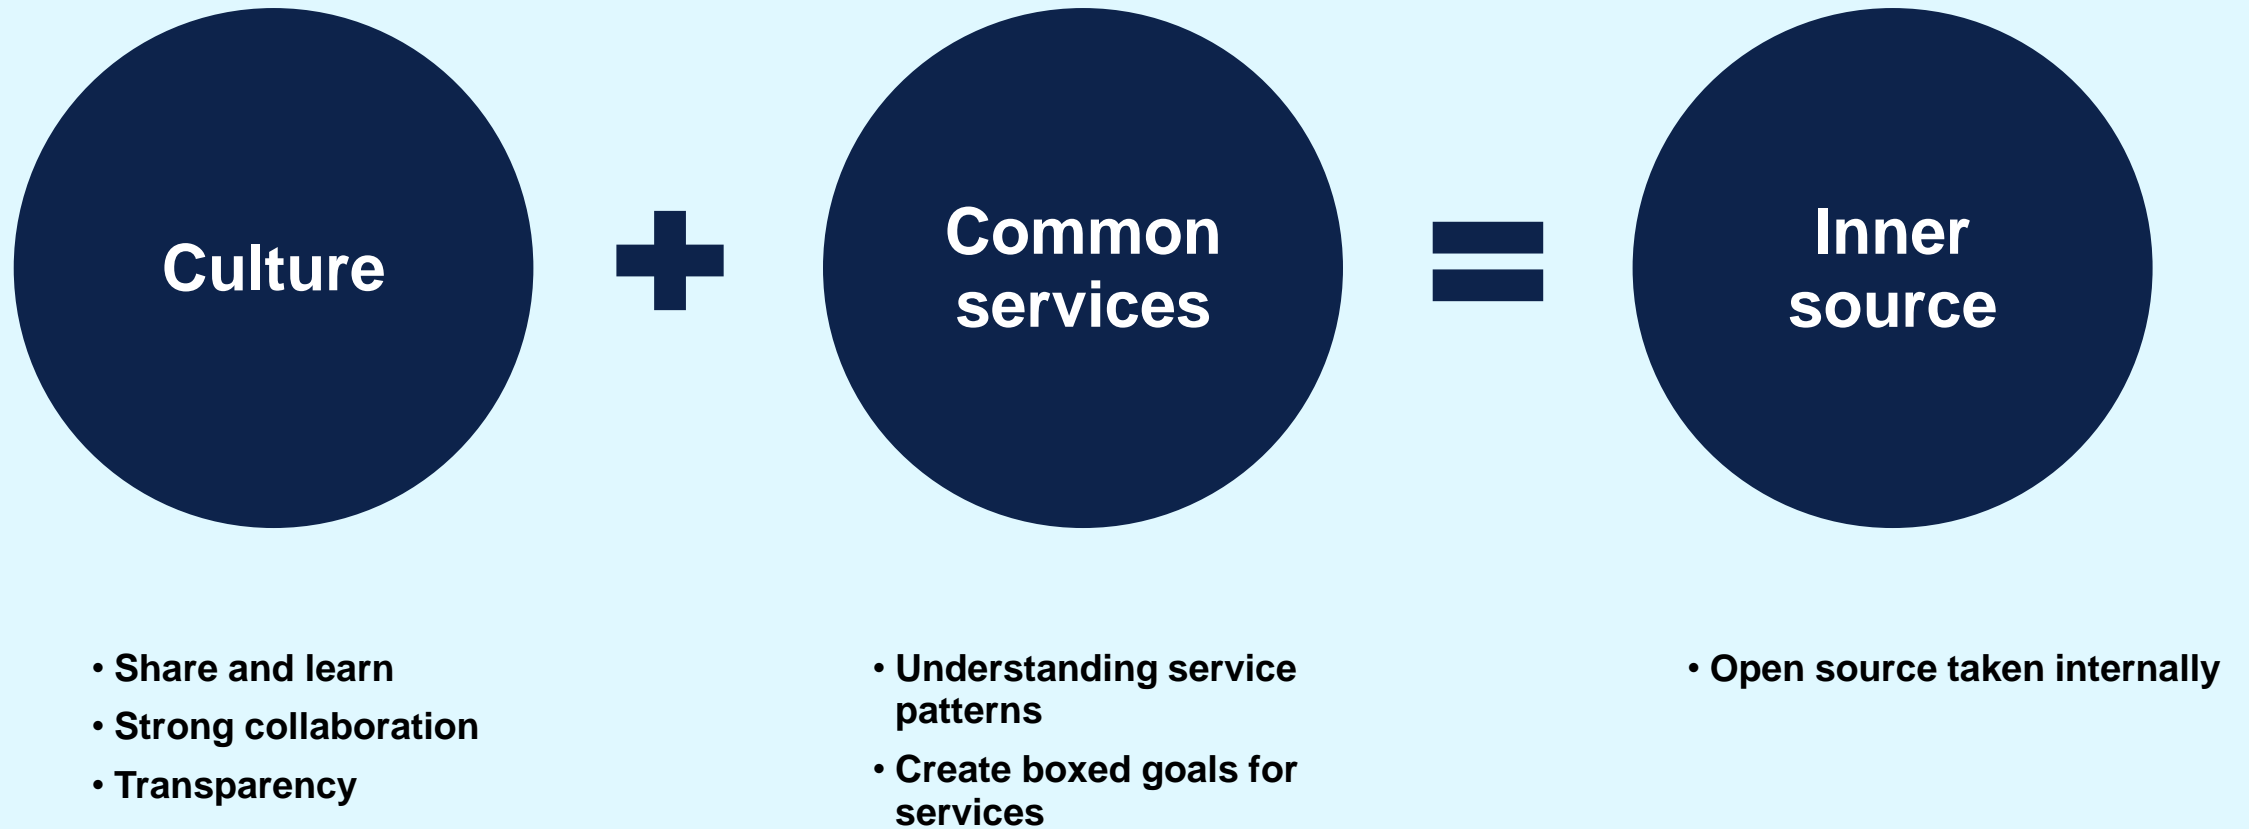 Culture
Common
services
Inner
source
• Share and learn
• Strong collaboration
• Transparency
• Understanding service
patterns
• Create boxed goals for
services
• Open source taken internally